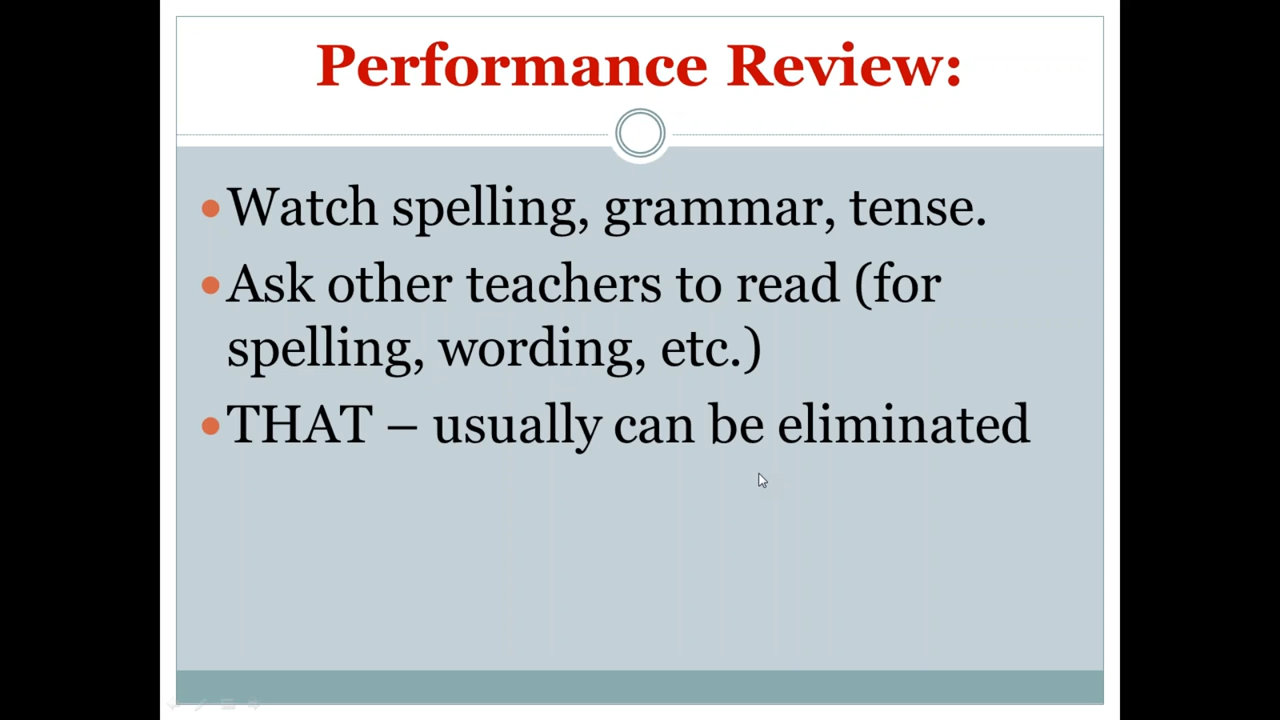 Performance Review:
•Watch spelling, grammar, tense.
•Ask other teachers to read (for
spelling, wording, etc.)
•THAT – usually can be eliminated